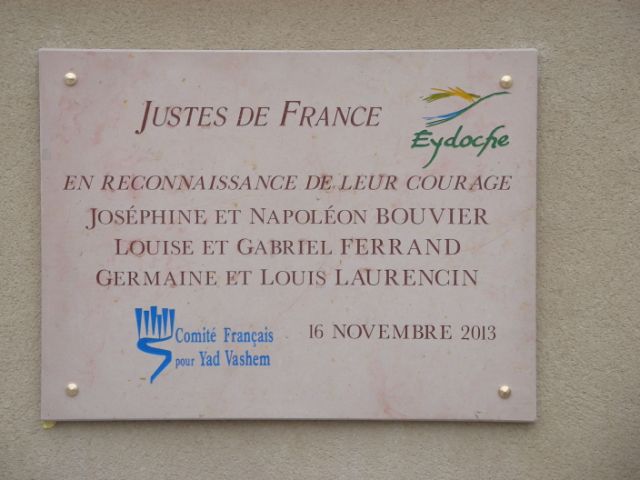 JUSTES DE FRANCE
Eydoche
EN RECONNAISSANCE DE LEUR COURAGE
JOSÉPHINE ET NAPOLÉON BOUVIER
LOUISE ET GABRIEL FERRAND
GERMAINE ET LOUIS LAURENCIN
Comité Français
pour Yad Vashem
16 NOVEMBRE 2013